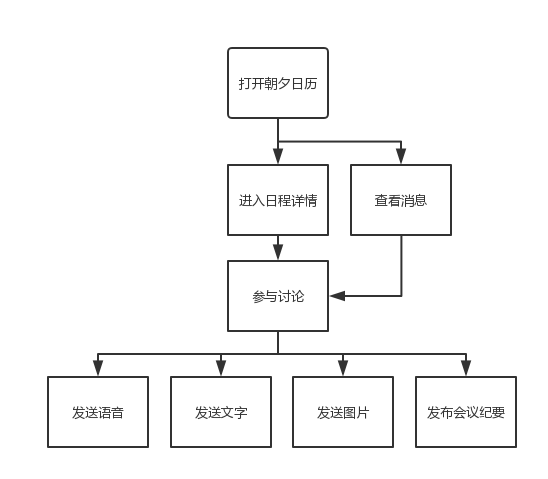 打开朝夕日历
进入日程详情
查看消息
参与讨论
发送语音
发送文字
发送图片
发布会议纪要